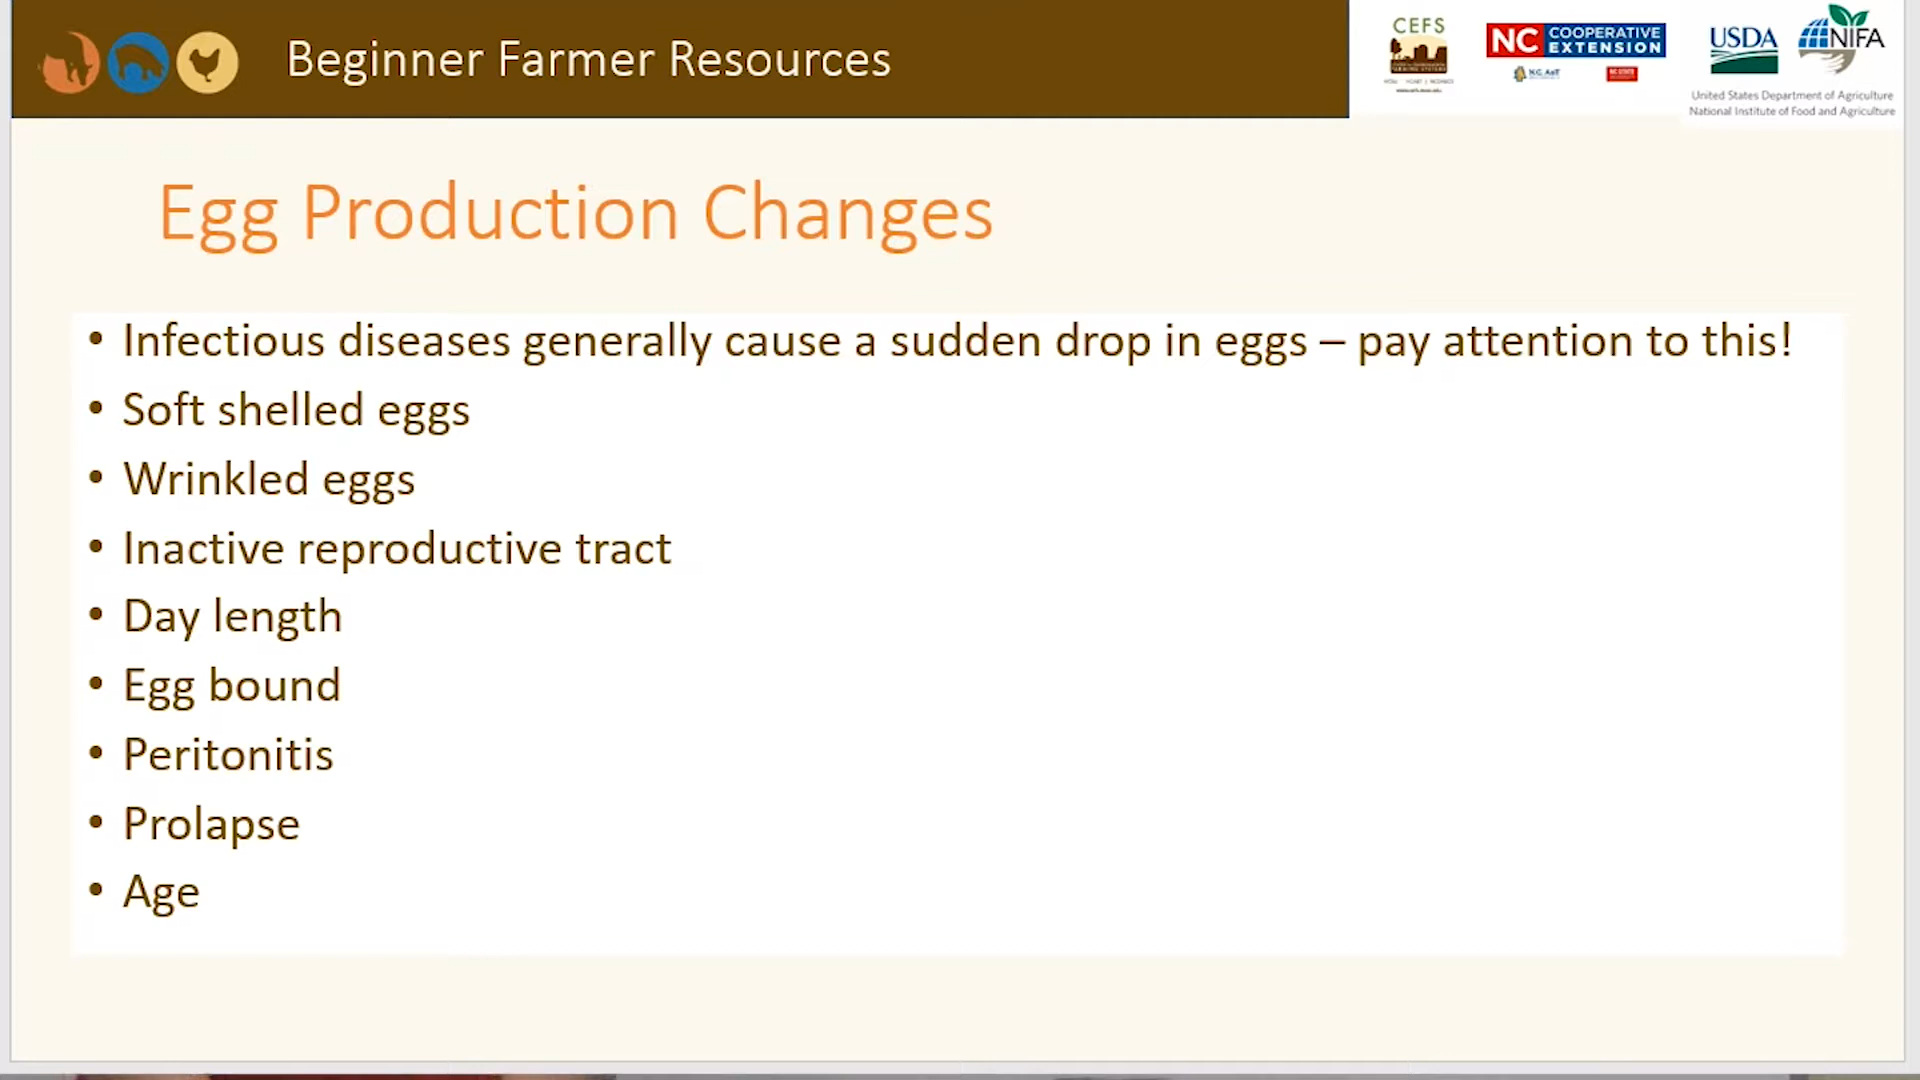 Beginner Farmer Resources
CEFS
NC COOPERATIVE EXTENSION
N.C. A&T
NC STATE
USDA
NIFA
United States Department of Agriculture
National Institute of Food and Agriculture
Egg Production Changes
• Infectious diseases generally cause a sudden drop in eggs – pay attention to this!
• Soft shelled eggs
• Wrinkled eggs
• Inactive reproductive tract
• Day length
• Egg bound
• Peritonitis
• Prolapse
• Age